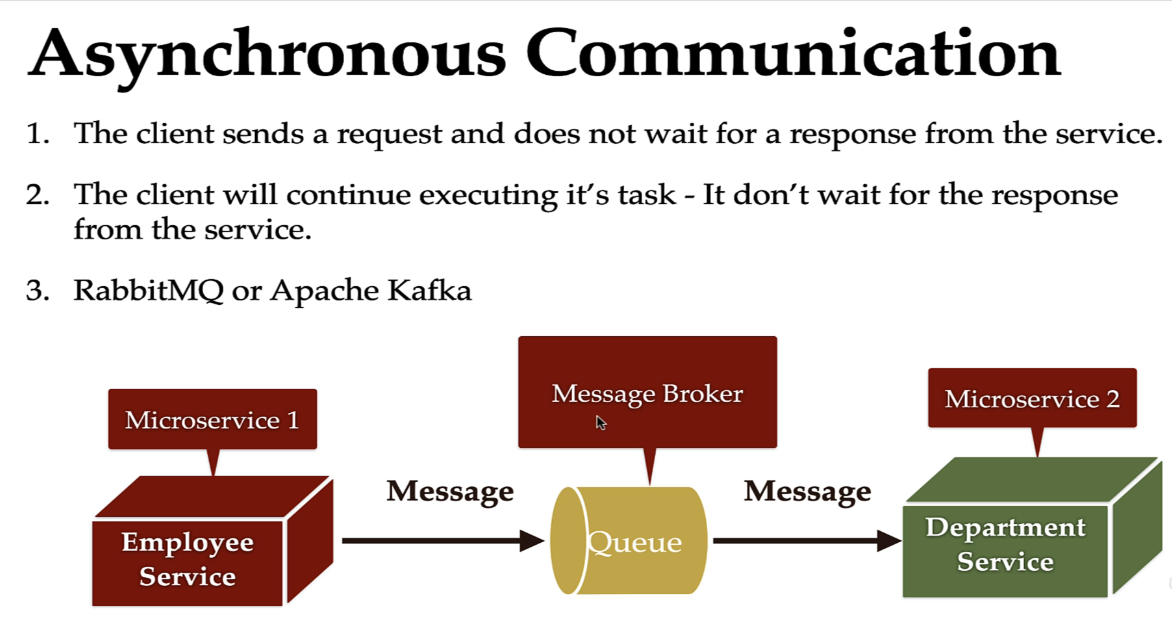 Asynchronous Communication
1. The client sends a request and does not wait for a response from the service.
2. The client will continue executing it’s task - It don’t wait for the response
from the service.
3. RabbitMQ or Apache Kafka
Microservice 1
Message Broker
Microservice 2
Message
Message
Employee
Service
Queue
Department
Service